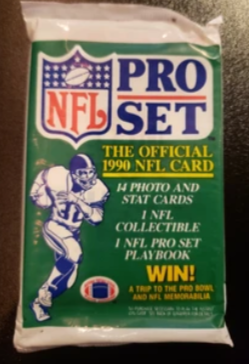 NFL
PRO
SET
THE OFFICIAL
1990 NFL CARD
14 PHOTO AND
STAT CARDS
1 NFL
COLLECTIBLE
1 NFL PRO SET
PLAYBOOK
WIN!
A TRIP TO THE PRO BOWL
AND NFL MEMORABILIA
31